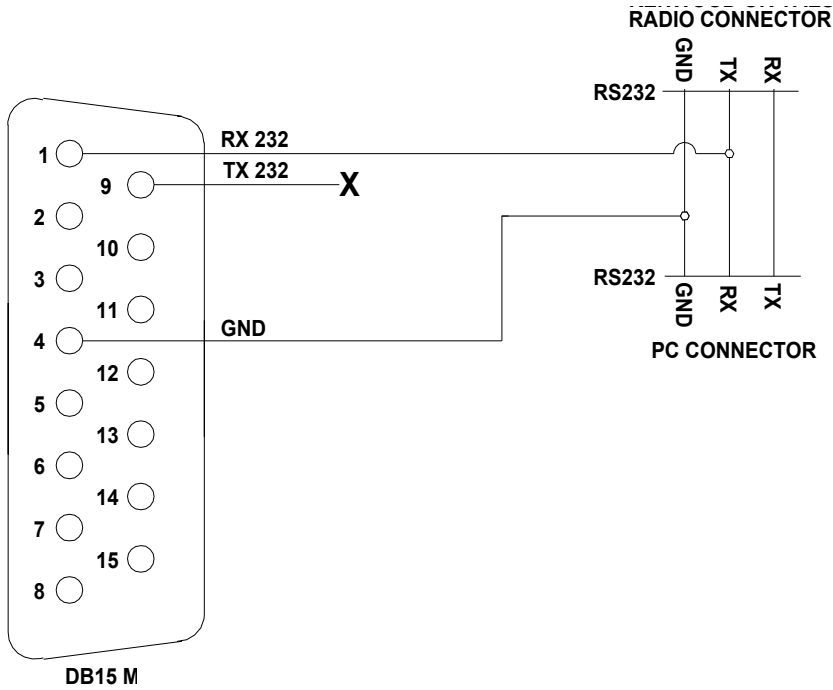 RADIO CONNECTOR
GND TX RX
RS232
1 RX 232
9 TX 232 X
2
10
3
RS232
11
GND RX TX
4 GND
PC CONNECTOR
12
5
13
6
14
7
15
8
DB15 M